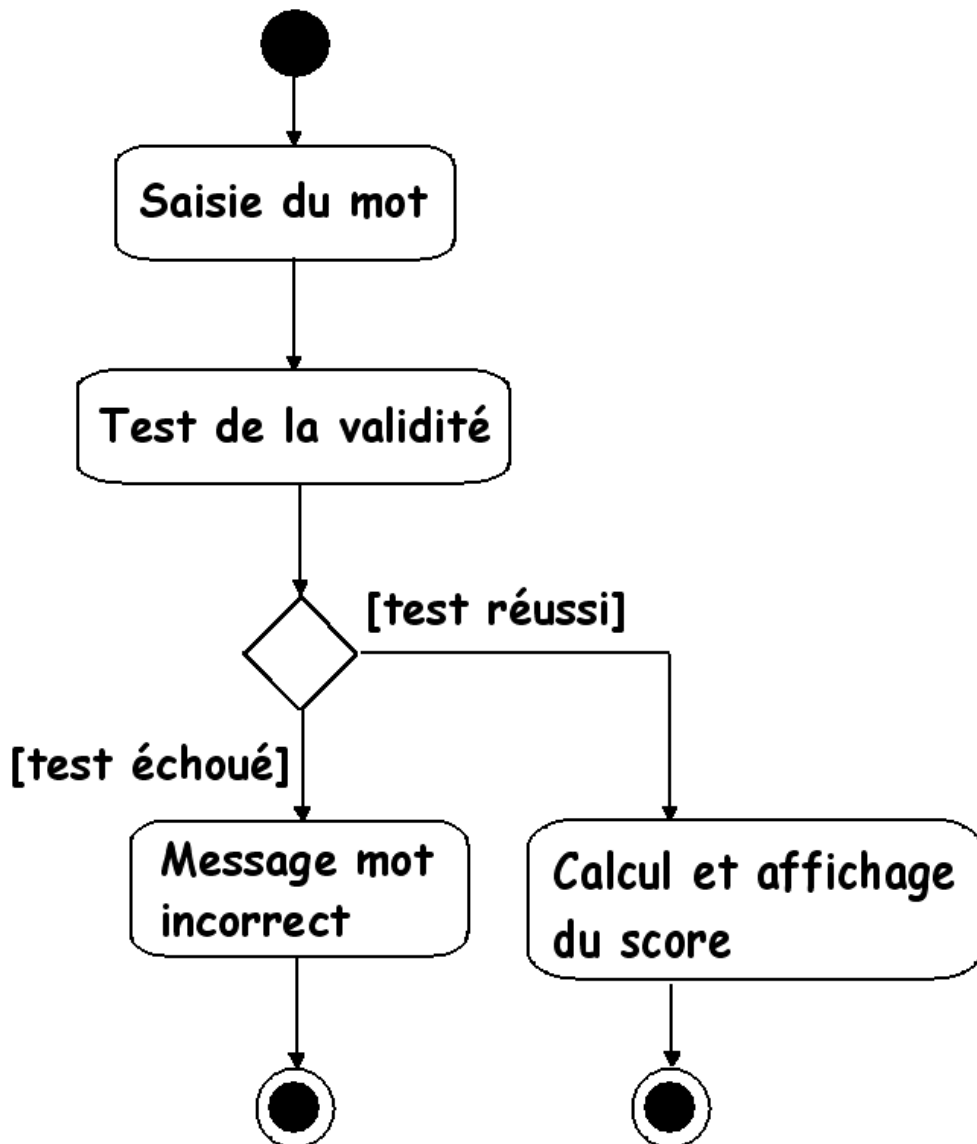 Saisie du mot
Test de la validité
[test réussi]
[test échoué]
Message mot
incorrect
Calcul et affichage
du score